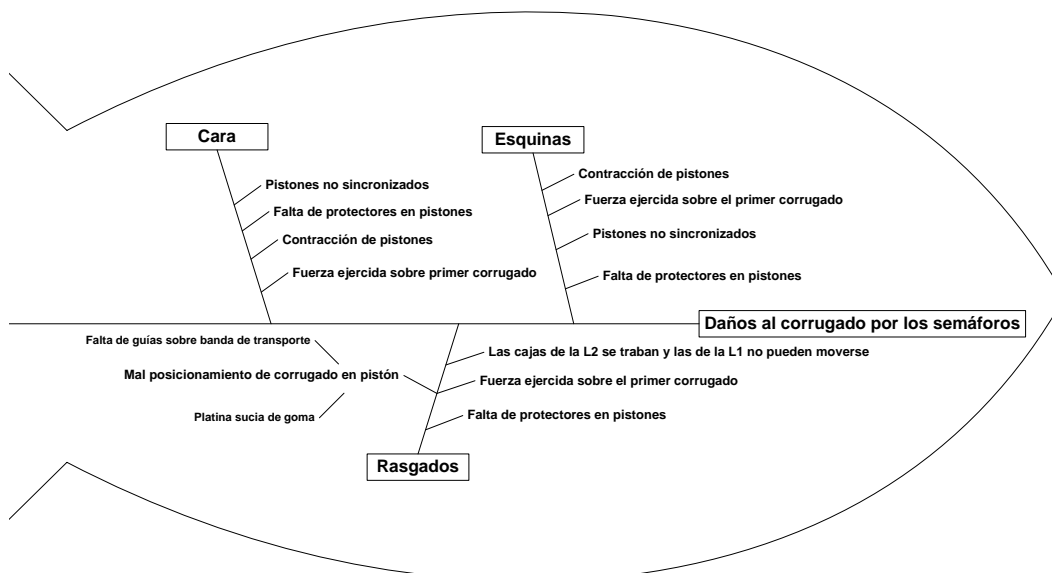 Cara
Pistones no sincronizados
Falta de protectores en pistones
Contracción de pistones
Fuerza ejercida sobre primer corrugado
Esquinas
Contracción de pistones
Fuerza ejercida sobre el primer corrugado
Pistones no sincronizados
Falta de protectores en pistones
Daños al corrugado por los semáforos
Falta de guías sobre banda de transporte
Mal posicionamiento de corrugado en pistón
Platina sucia de goma
Las cajas de la L2 se traban y las de la L1 no pueden moverse
Fuerza ejercida sobre el primer corrugado
Falta de protectores en pistones
Rasgados